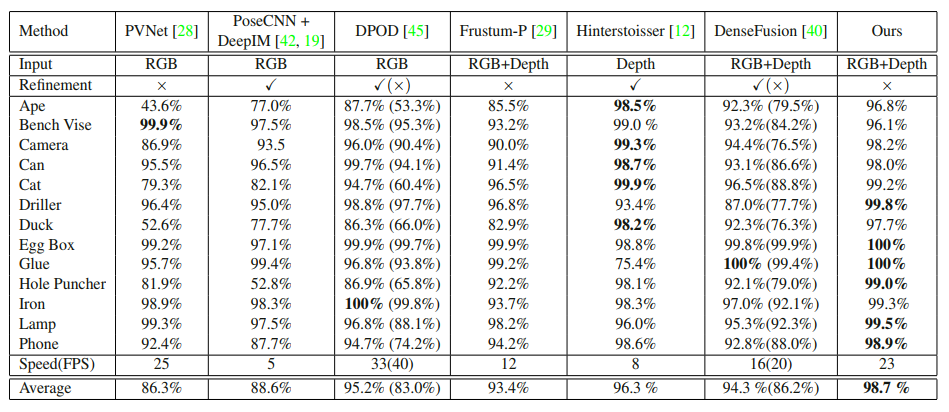 Method PVNet [28] PoseCNN + DeepIM [42, 19] DPOD [45] Frustum-P [29] Hinterstoisser [12] DenseFusion [40] Ours
Input RGB RGB RGB RGB+Depth Depth RGB+Depth RGB+Depth
Refinement × ✓ ✓(×) × ✓ ✓(×) ×
Ape 43.6% 77.0% 87.7% (53.3%) 85.5% 98.5% 92.3% (79.5%) 96.8%
Bench Vise 99.9% 97.5% 98.5% (95.3%) 93.2% 99.0 % 93.2%(84.2%) 96.1%
Camera 86.9% 93.5 96.0% (90.4%) 90.0% 99.3% 94.4%(76.5%) 98.2%
Can 95.5% 96.5% 99.7% (94.1%) 91.4% 98.7% 93.1%(86.6%) 98.0%
Cat 79.3% 82.1% 94.7% (60.4%) 96.5% 99.9% 96.5%(88.8%) 99.2%
Driller 96.4% 95.0% 98.8% (97.7%) 96.8% 93.4% 87.0%(77.7%) 99.8%
Duck 52.6% 77.7% 86.3% (66.0%) 82.9% 98.2% 92.3%(76.3%) 97.7%
Egg Box 99.2% 97.1% 99.9% (99.7%) 99.9% 98.8% 99.8%(99.9%) 100%
Glue 95.7% 99.4% 96.8% (93.8%) 99.2% 75.4% 100% (99.4%) 100%
Hole Puncher 81.9% 52.8% 86.9% (65.8%) 92.2% 98.1% 92.1%(79.0%) 99.0%
Iron 98.9% 98.3% 100% (99.8%) 93.7% 98.3% 97.0% (92.1%) 99.3%
Lamp 99.3% 97.5% 96.8% (88.1%) 98.2% 96.0% 95.3%(92.3%) 99.5%
Phone 92.4% 87.7% 94.7% (74.2%) 94.2% 98.6% 92.8%(88.0%) 98.9%
Speed(FPS) 25 5 33(40) 12 8 16(20) 23
Average 86.3% 88.6% 95.2% (83.0%) 93.4% 96.3 % 94.3 %(86.2%) 98.7 %